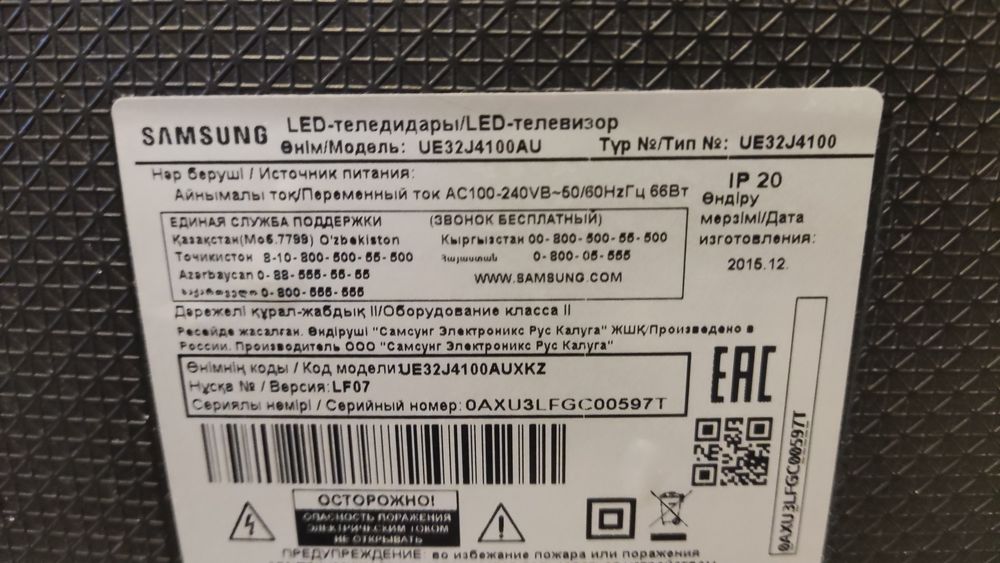 SAMSUNG LED-теледидары/LED-телевизор
Өнім/Модель: UE32J4100AU Түр №/Тип №: UE32J4100
Нәр беруші / Источник питания:
Айнымалы ток/Переменный ток AC100-240VВ~50/60HzГц 66Вт
IP 20
Өндіру
мерзімі/Дата
изготовления:
2015.12.
ЕДИНАЯ СЛУЖБА ПОДДЕРЖКИ (ЗВОНОК БЕСПЛАТНЫЙ)
Қазақстан(Моб.7799) O'zbekiston Кыргызстан 00-800-500-55-500
Тоҷикистон 8-10-800-500-55-500 Հայաստան 0-800-05-555
Azərbaycan 0-88-555-55-55 WWW.SAMSUNG.COM
საქართველო 0-800-555-555
Дәрежелі құрал-жабдық II/Оборудование класса II
Ресейде жасалған. Өндіруші "Самсунг Электроникс Рус Калуга" ЖШҚ/Произведено в
России. Производитель ООО "Самсунг Электроникс Рус Калуга"
Өнімнің коды / Код модели:UE32J4100AUXKZ
Нұсқа № / Версия: LF07
Сериялы нөмірі / Серийный номер: 0AXU3LFGC00597T
EAC
0AXU3LFGC00597T
ОСТОРОЖНО!
ОПАСНОСТЬ ПОРАЖЕНИЯ
ЭЛЕКТРИЧЕСКИМ ТОКОМ
НЕ ОТКРЫВАТЬ
ПРЕДУПРЕЖДЕНИЕ: во избежание пожара или поражения